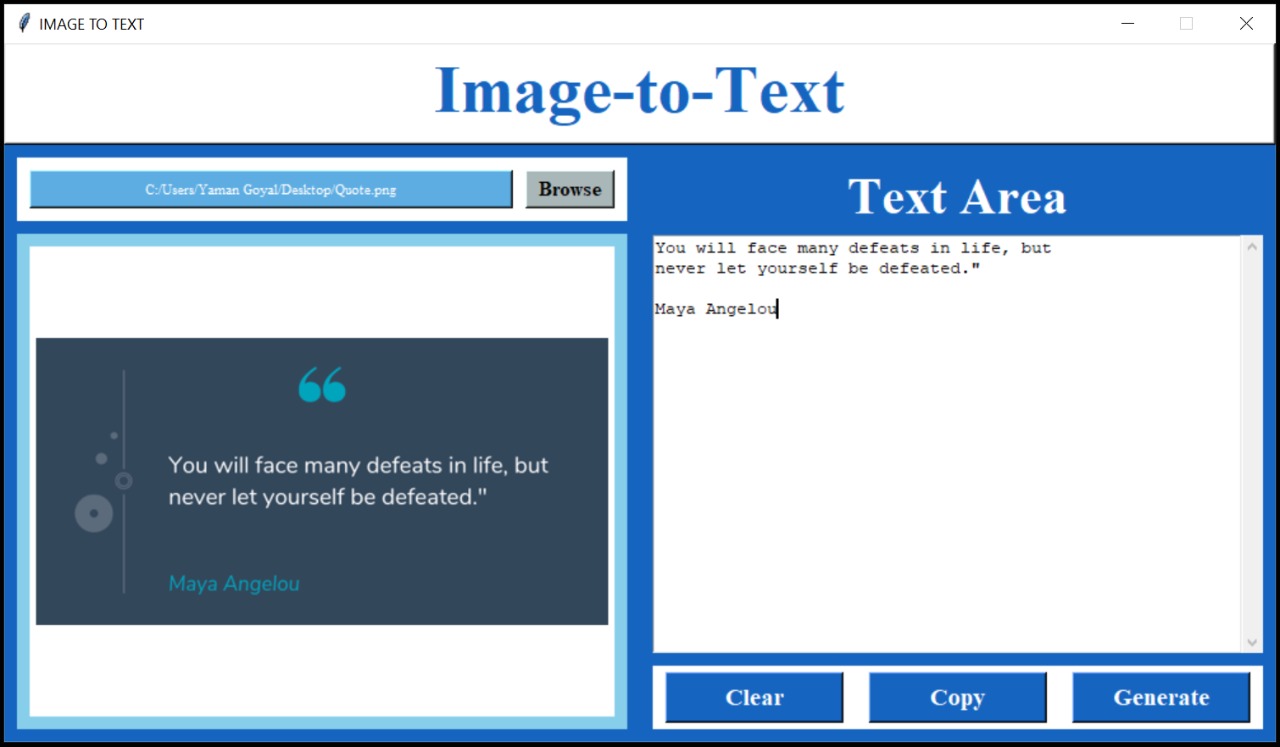 IMAGE TO TEXT
Image-to-Text
C:/Users/Yaman Goyal/Desktop/Quote.png
Browse
“
You will face many defeats in life, but
never let yourself be defeated."
Maya Angelou
Text Area
You will face many defeats in life, but
never let yourself be defeated."
Maya Angelou
Clear
Copy
Generate